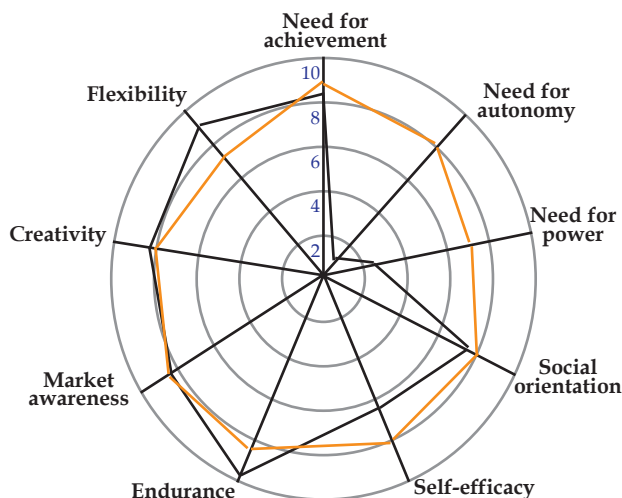 Need for
achievement
Need for
autonomy
Need for
power
Social
orientation
Self-efficacy
Endurance
Market
awareness
Creativity
Flexibility
10
8
6
4
2